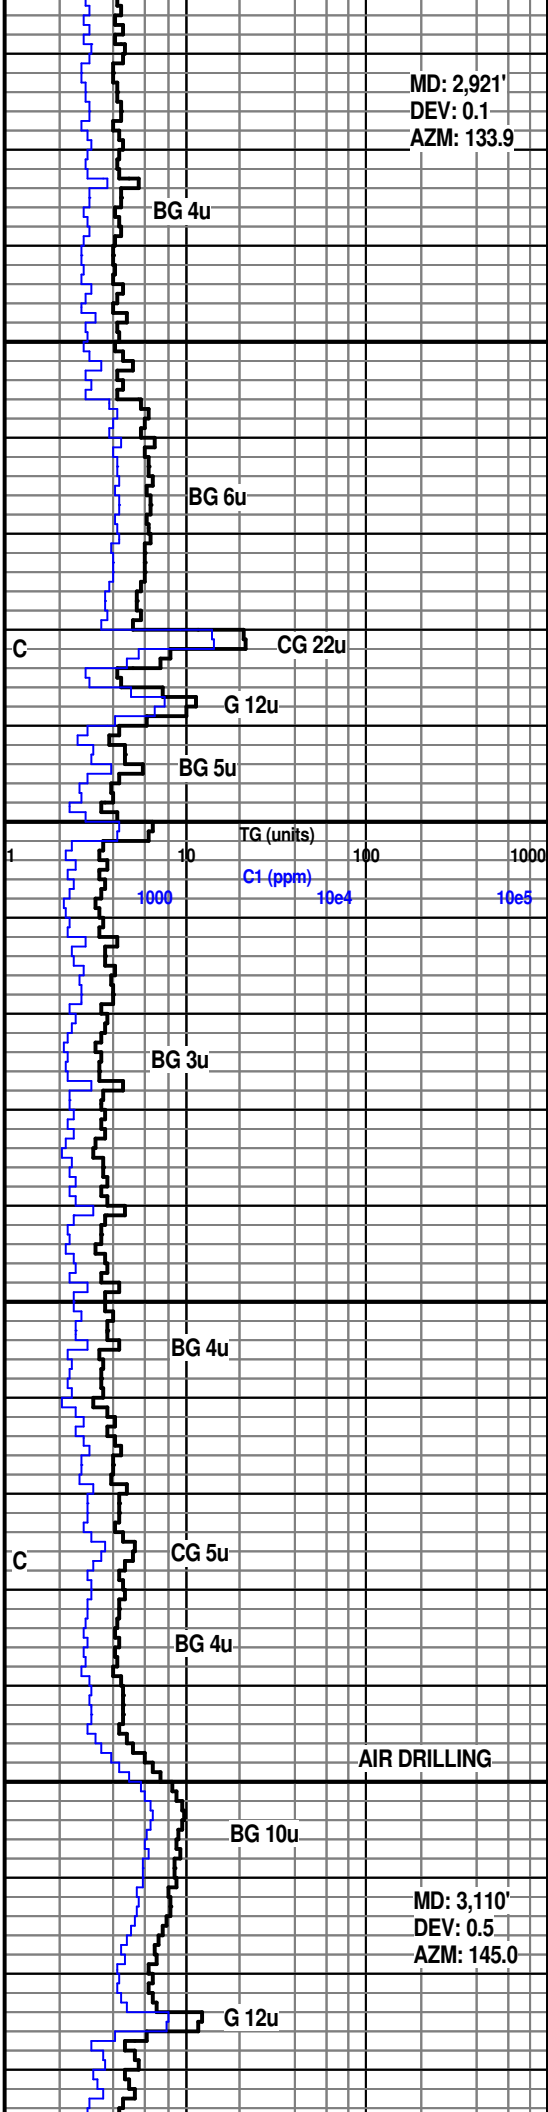 MD: 2,921'
DEV: 0.1
AZM: 133.9
BG 4u
BG 6u
C
CG 22u
G 12u
BG 5u
TG (units)
1 10 100 1000
C1 (ppm)
1000 10e4 10e5
BG 3u
BG 4u
C
CG 5u
BG 4u
AIR DRILLING
BG 10u
MD: 3,110'
DEV: 0.5
AZM: 145.0
G 12u